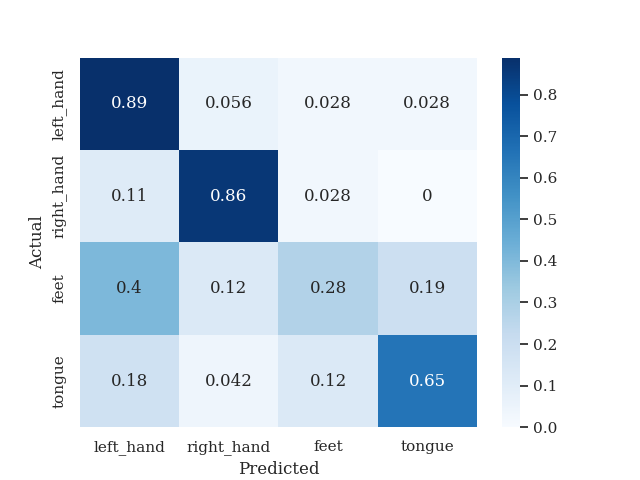 left_hand 0.89 0.056 0.028 0.028
right_hand 0.11 0.86 0.028 0
feet 0.4 0.12 0.28 0.19
tongue 0.18 0.042 0.12 0.65
left_hand right_hand feet tongue
Predicted
Actual
0.8
0.7
0.6
0.5
0.4
0.3
0.2
0.1
0.0